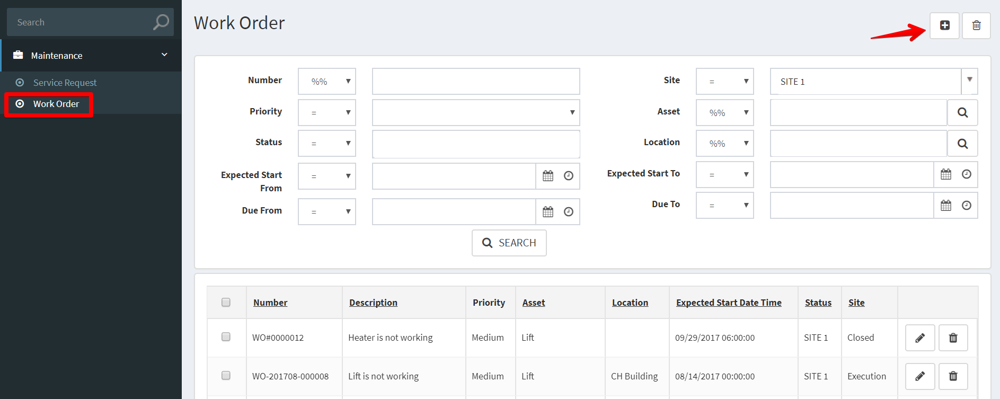 Search
Work Order
Maintenance
Service Request
Work Order
Number %% Site = SITE 1
Priority = Asset %%
Status = Location %%
Expected Start From = Expected Start To =
Due From = Due To =
SEARCH
Number Description Priority Asset Location Expected Start Date Time Status Site
WO#0000012 Heater is not working Medium Lift 09/29/2017 06:00:00 SITE 1 Closed
WO-201708-000008 Lift is not working Medium Lift CH Building 08/14/2017 00:00:00 SITE 1 Execution